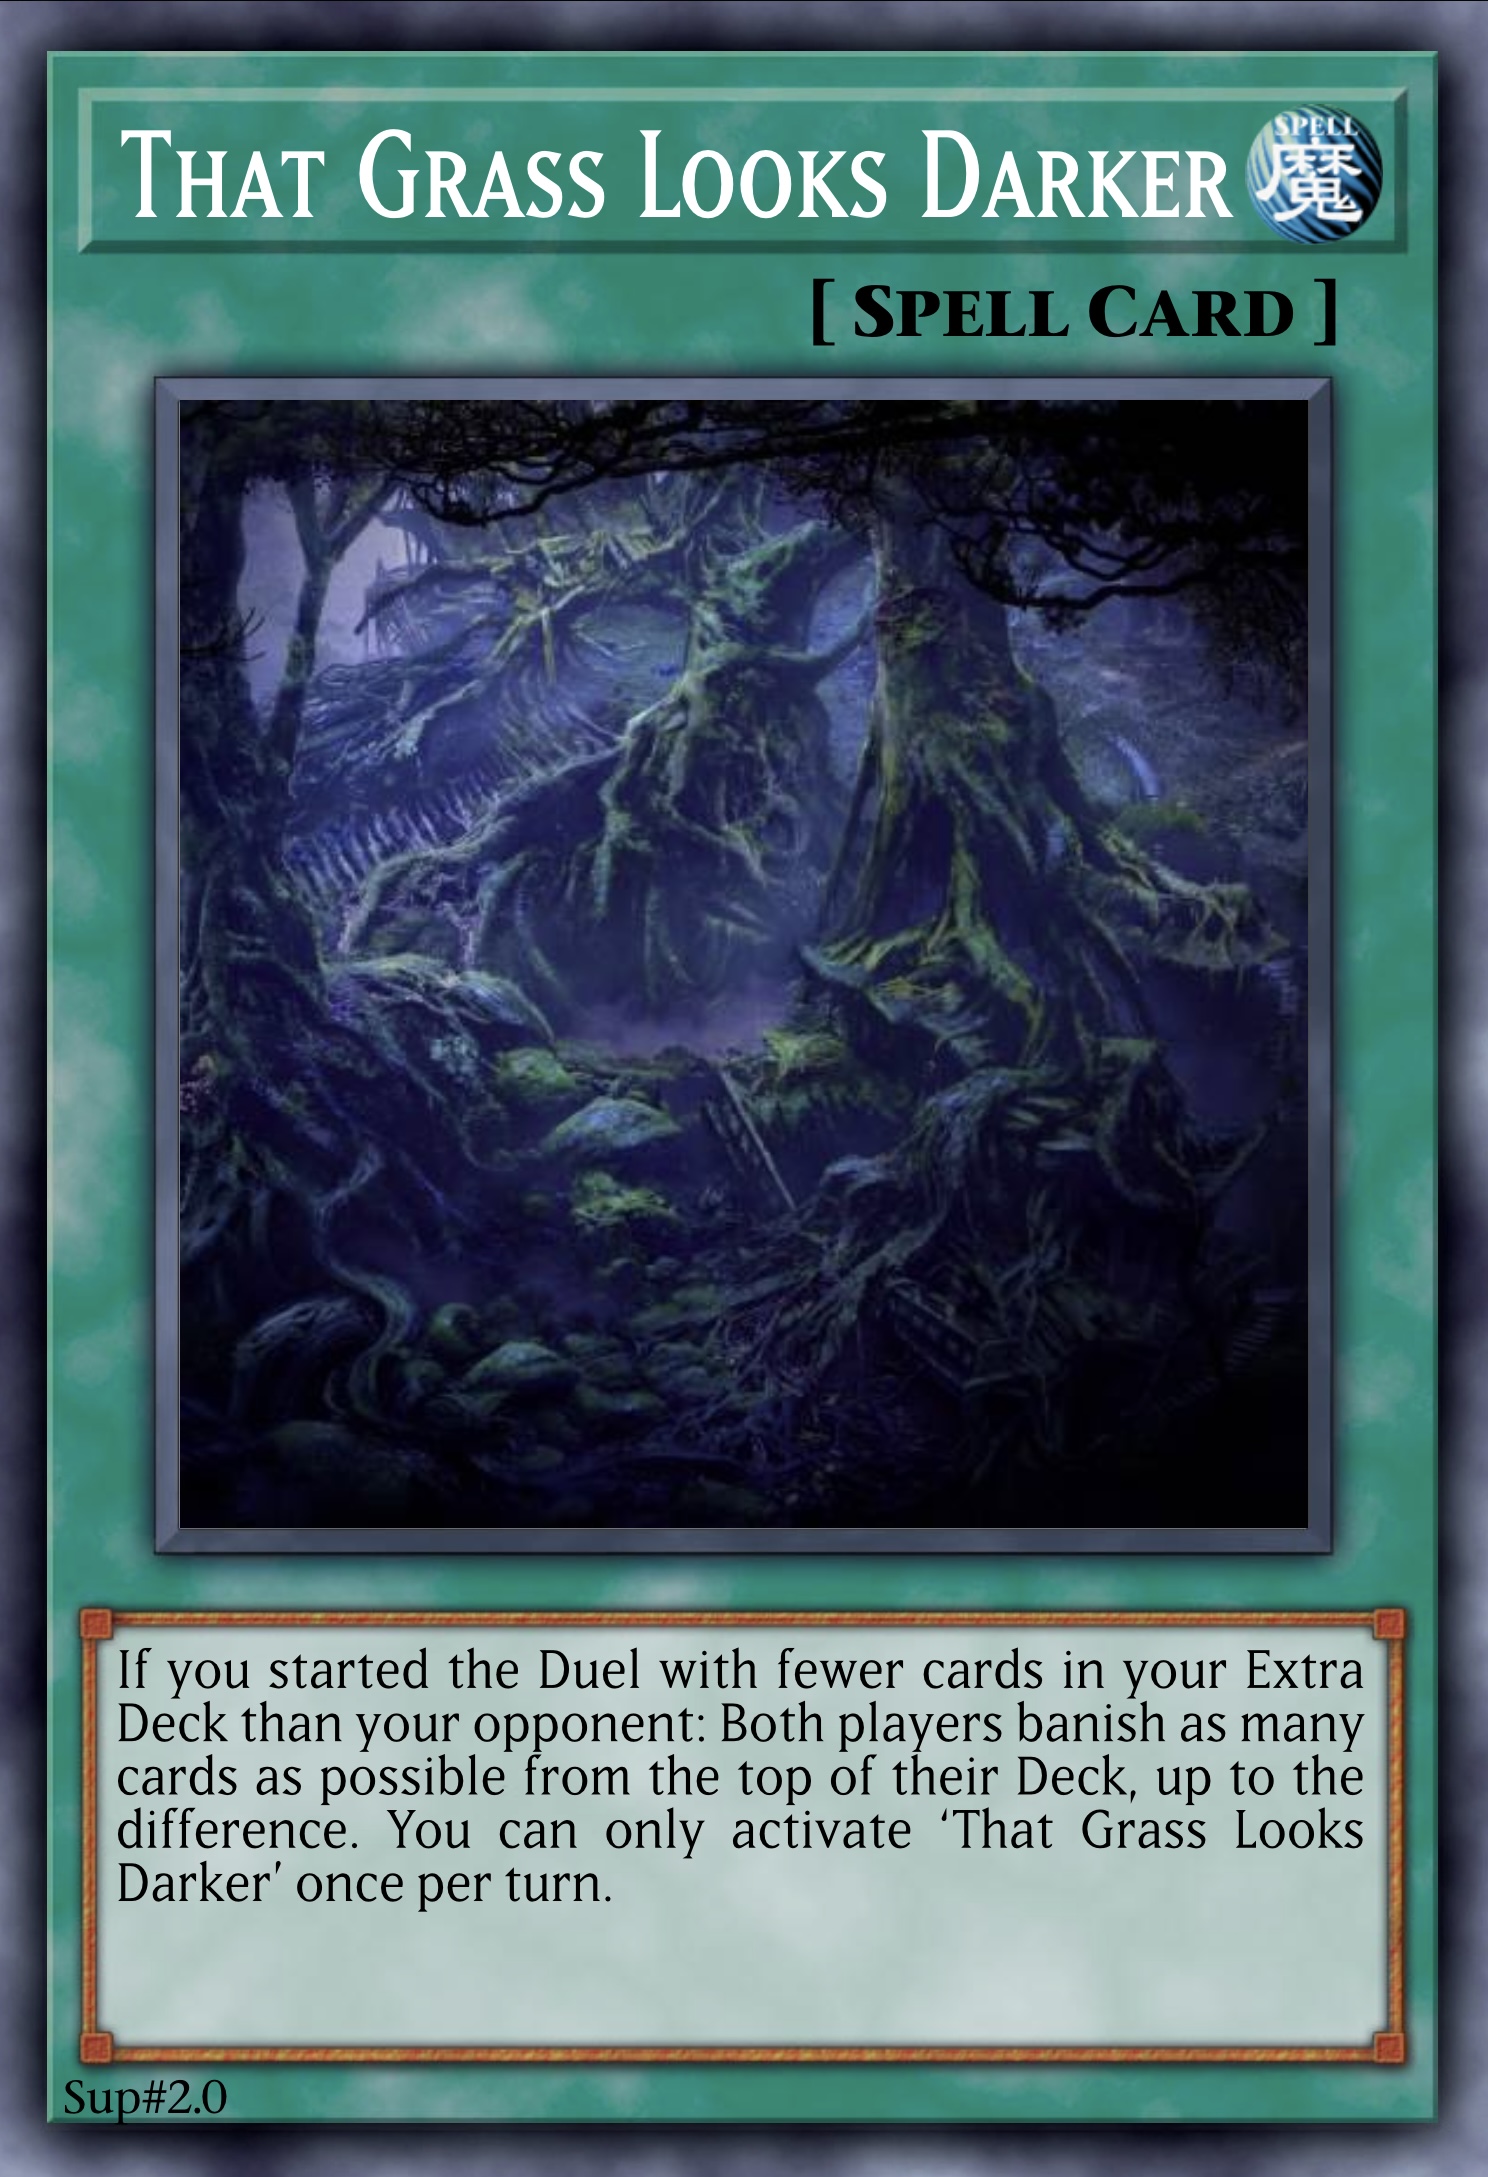 That Grass Looks Darker
SPELL
魔
[ Spell Card ]
If you started the Duel with fewer cards in your Extra
Deck than your opponent: Both players banish as many
cards as possible from the top of their Deck, up to the
difference. You can only activate ‘That Grass Looks
Darker’ once per turn.
Sup#2.0